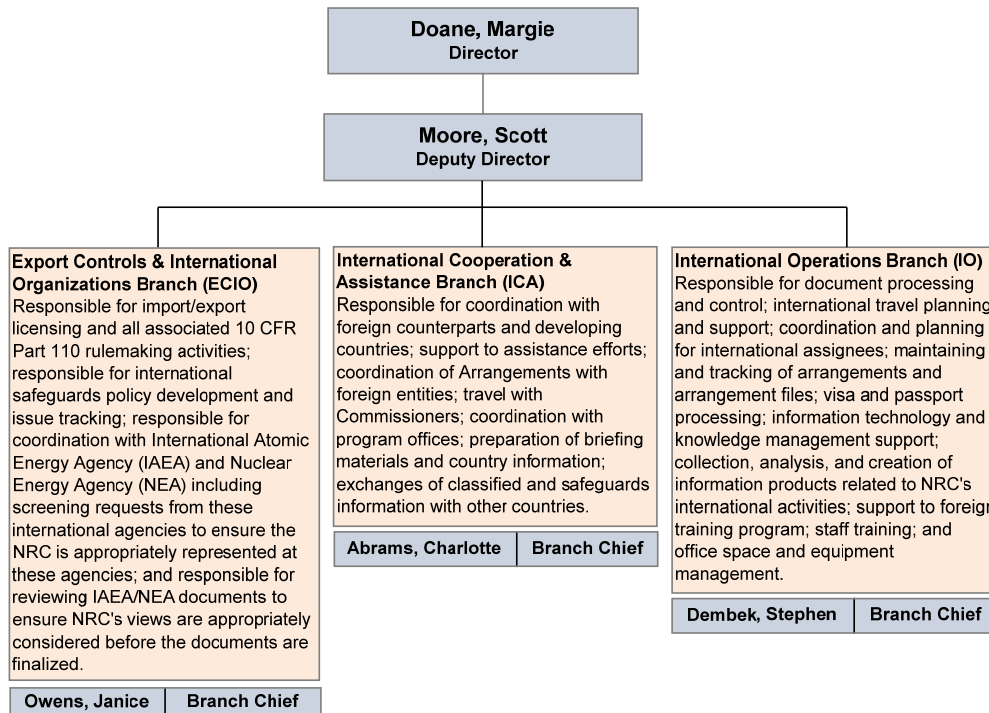 Doane, Margie
Director
Moore, Scott
Deputy Director
Export Controls & International
Organizations Branch (ECIO)
Responsible for import/export
licensing and all associated 10 CFR
Part 110 rulemaking activities;
responsible for international
safeguards policy development and
issue tracking; responsible for
coordination with International Atomic
Energy Agency (IAEA) and Nuclear
Energy Agency (NEA) including
screening requests from these
international agencies to ensure the
NRC is appropriately represented at
these agencies; and responsible for
reviewing IAEA/NEA documents to
ensure NRC's views are appropriately
considered before the documents are
finalized.
Owens, Janice Branch Chief
International Cooperation &
Assistance Branch (ICA)
Responsible for coordination with
foreign counterparts and developing
countries; support to assistance efforts;
coordination of Arrangements with
foreign entities; travel with
Commissioners; coordination with
program offices; preparation of briefing
materials and country information;
exchanges of classified and safeguards
information with other countries.
Abrams, Charlotte Branch Chief
International Operations Branch (IO)
Responsible for document processing
and control; international travel planning
and support; coordination and planning
for international assignees; maintaining
and tracking of arrangements and
arrangement files; visa and passport
processing; information technology and
knowledge management support;
collection, analysis, and creation of
information products related to NRC's
international activities; support to foreign
training program; staff training; and
office space and equipment
management.
Dembek, Stephen Branch Chief